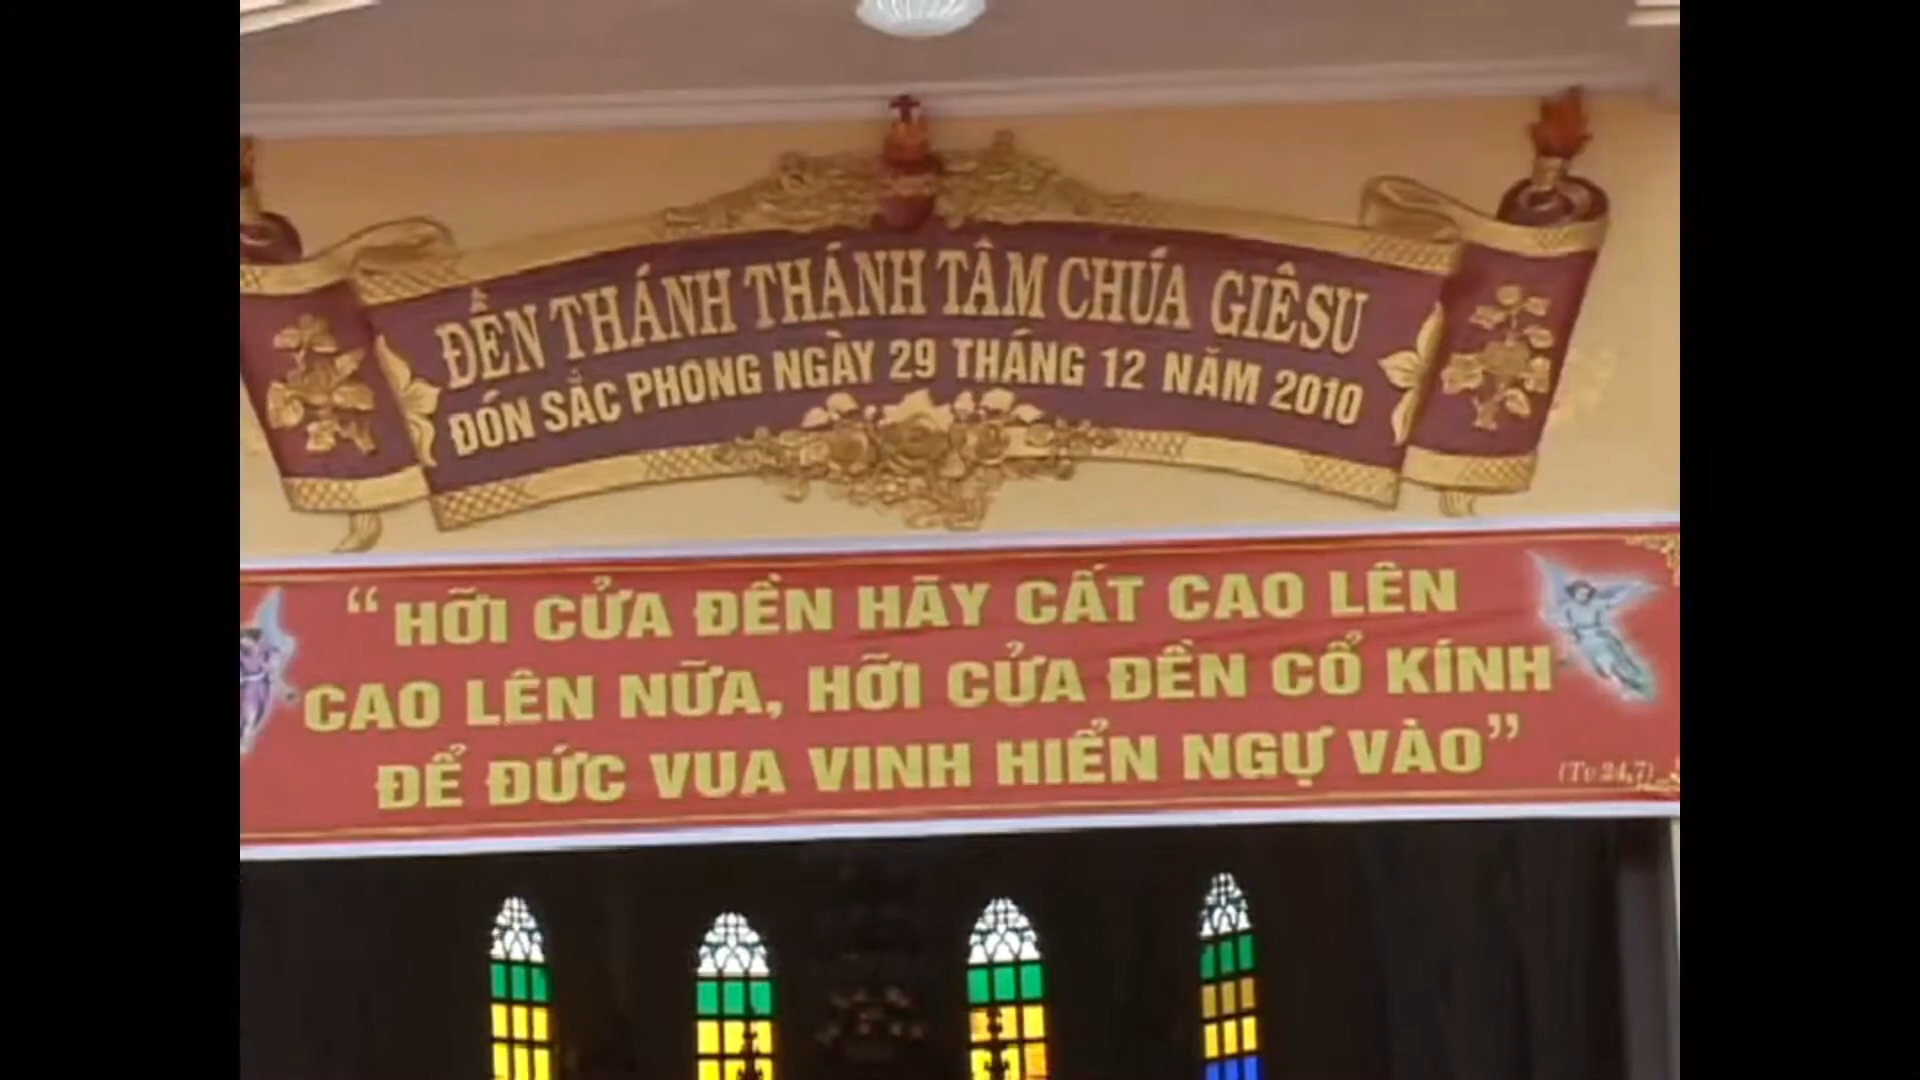 ĐỀN THÁNH THÁNH TÂM CHÚA GIÊSU
ĐÓN SẮC PHONG NGÀY 29 THÁNG 12 NĂM 2010
“ HỠI CỬA ĐỀN HÃY CẤT CAO LÊN
CAO LÊN NỮA, HỠI CỬA ĐỀN CỔ KÍNH
ĐỂ ĐỨC VUA VINH HIỂN NGỰ VÀO”
(Tv 24,7)